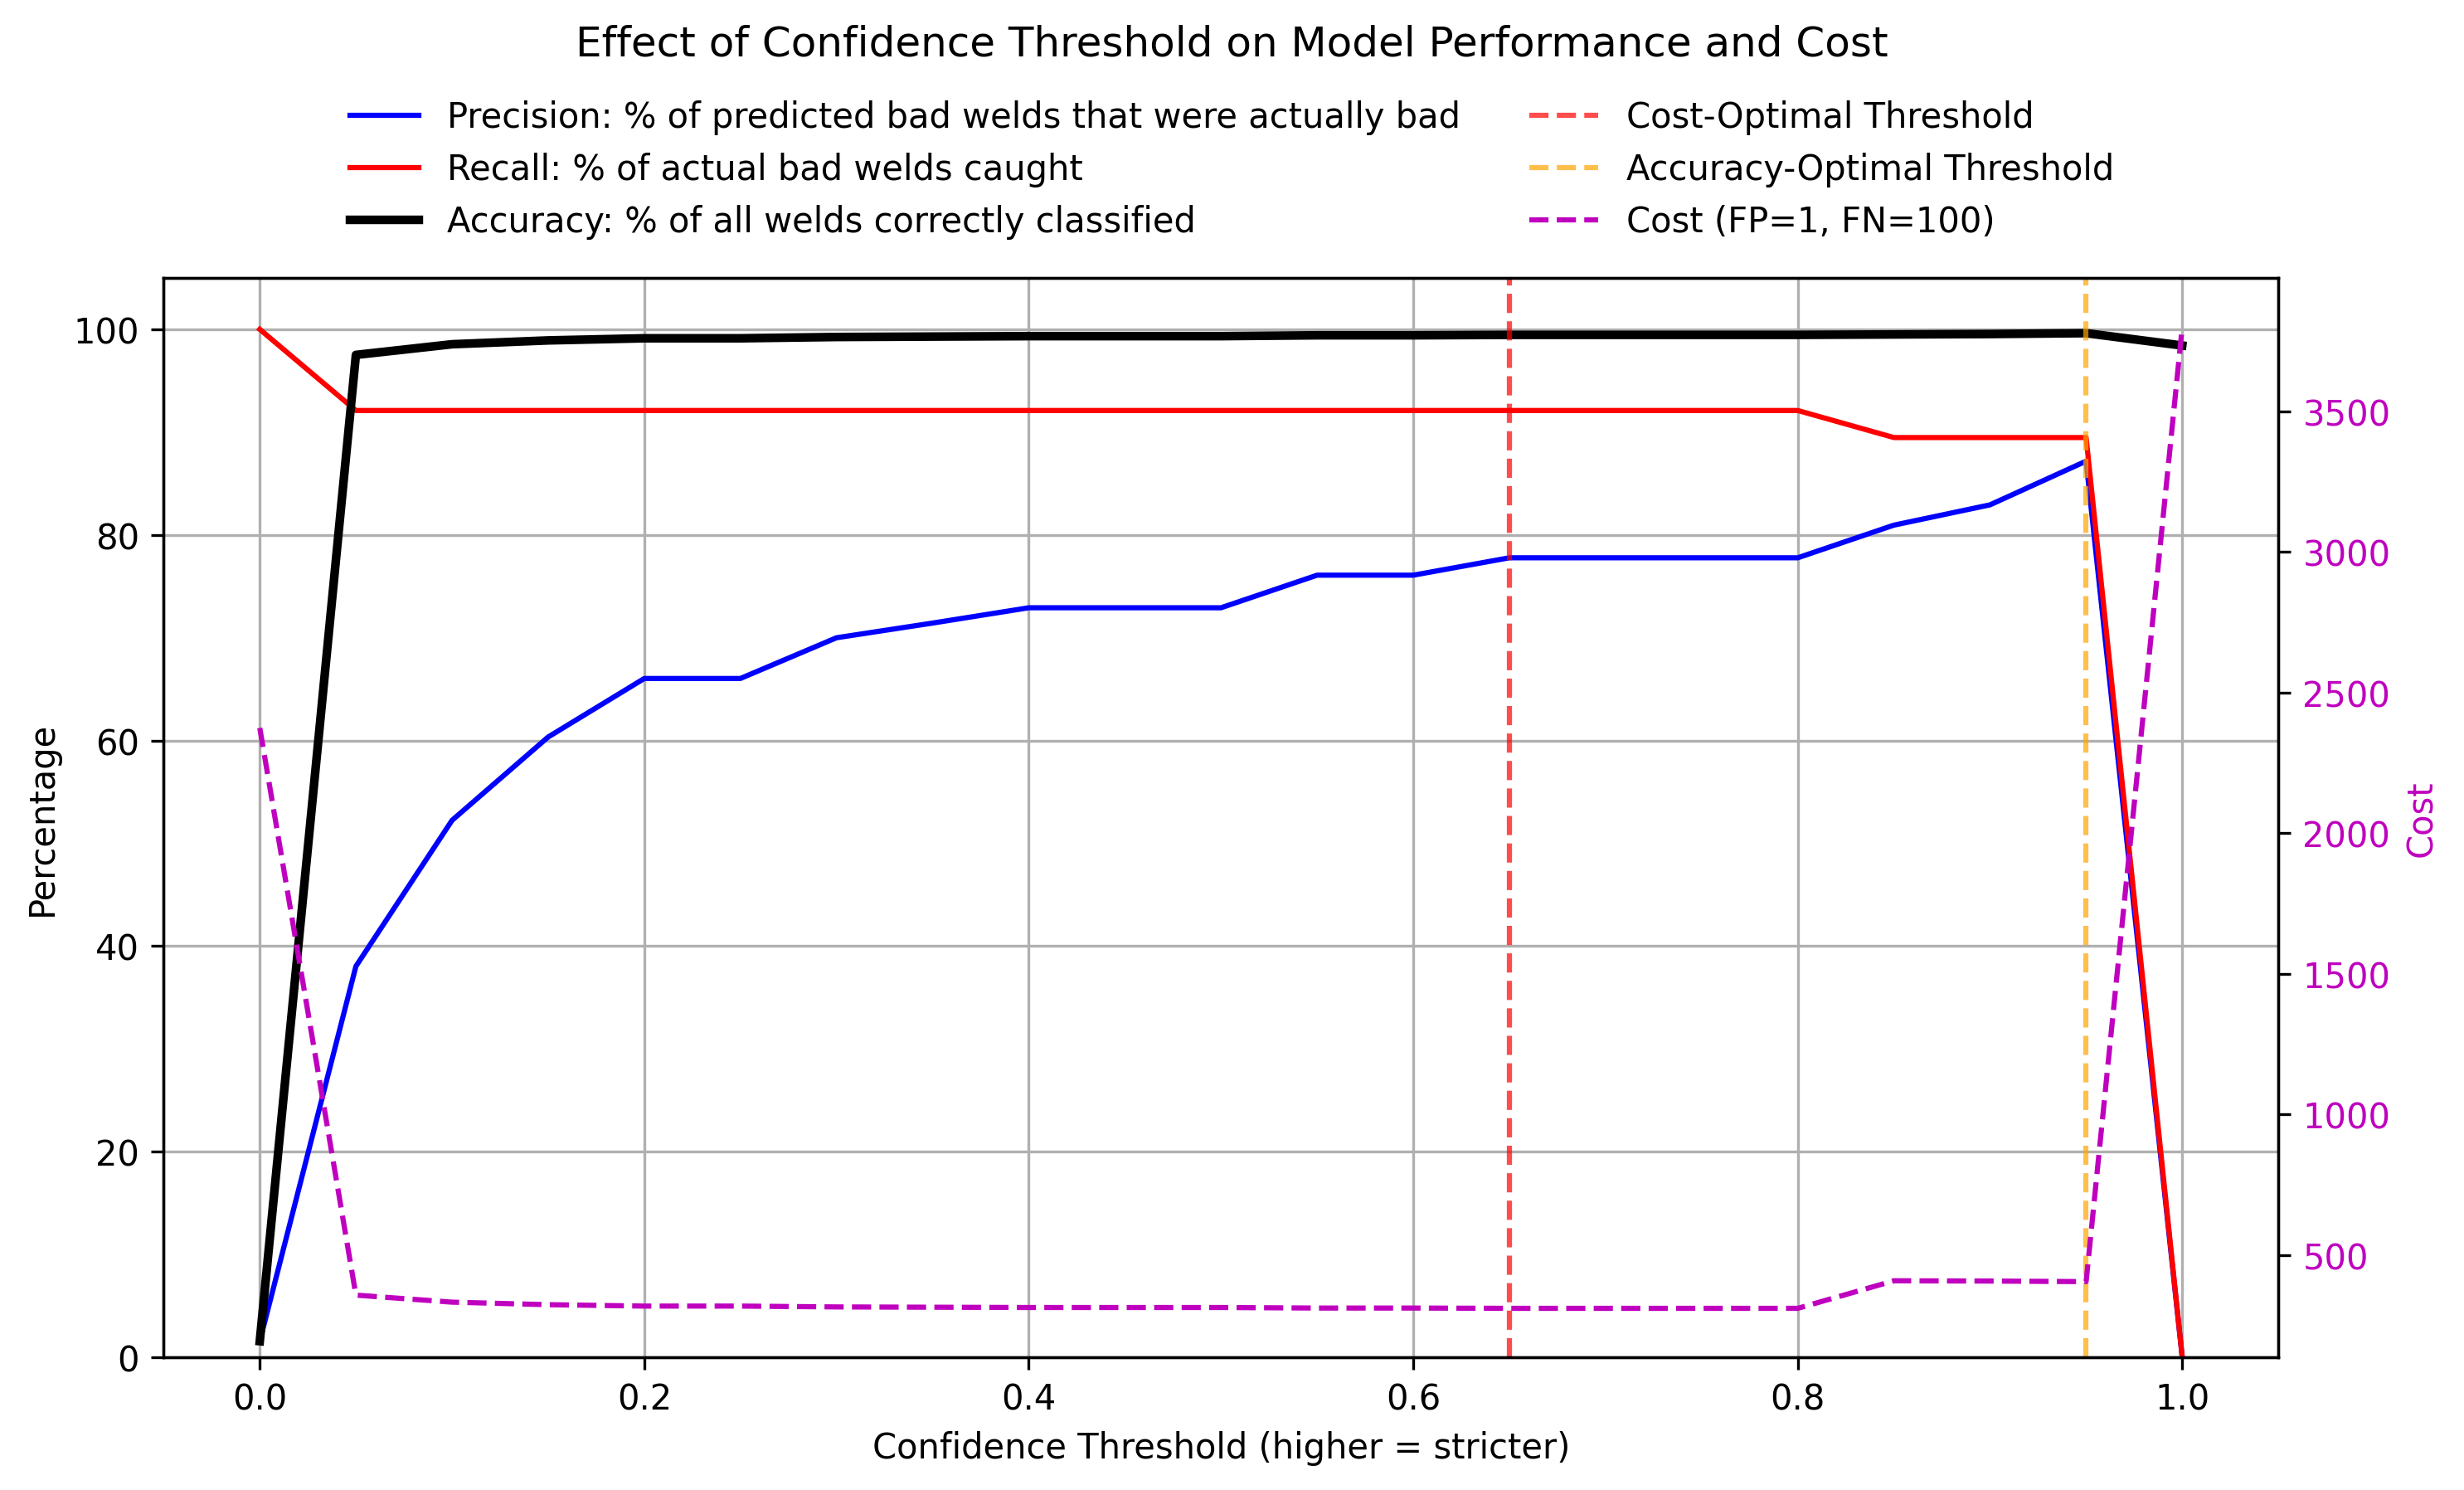 Effect of Confidence Threshold on Model Performance and Cost
Precision: % of predicted bad welds that were actually bad
Recall: % of actual bad welds caught
Accuracy: % of all welds correctly classified
Cost-Optimal Threshold
Accuracy-Optimal Threshold
Cost (FP=1, FN=100)
Percentage
100
80
60
40
20
0
3500
3000
2500
2000
1500
1000
500
Cost
0.0 0.2 0.4 0.6 0.8 1.0
Confidence Threshold (higher = stricter)